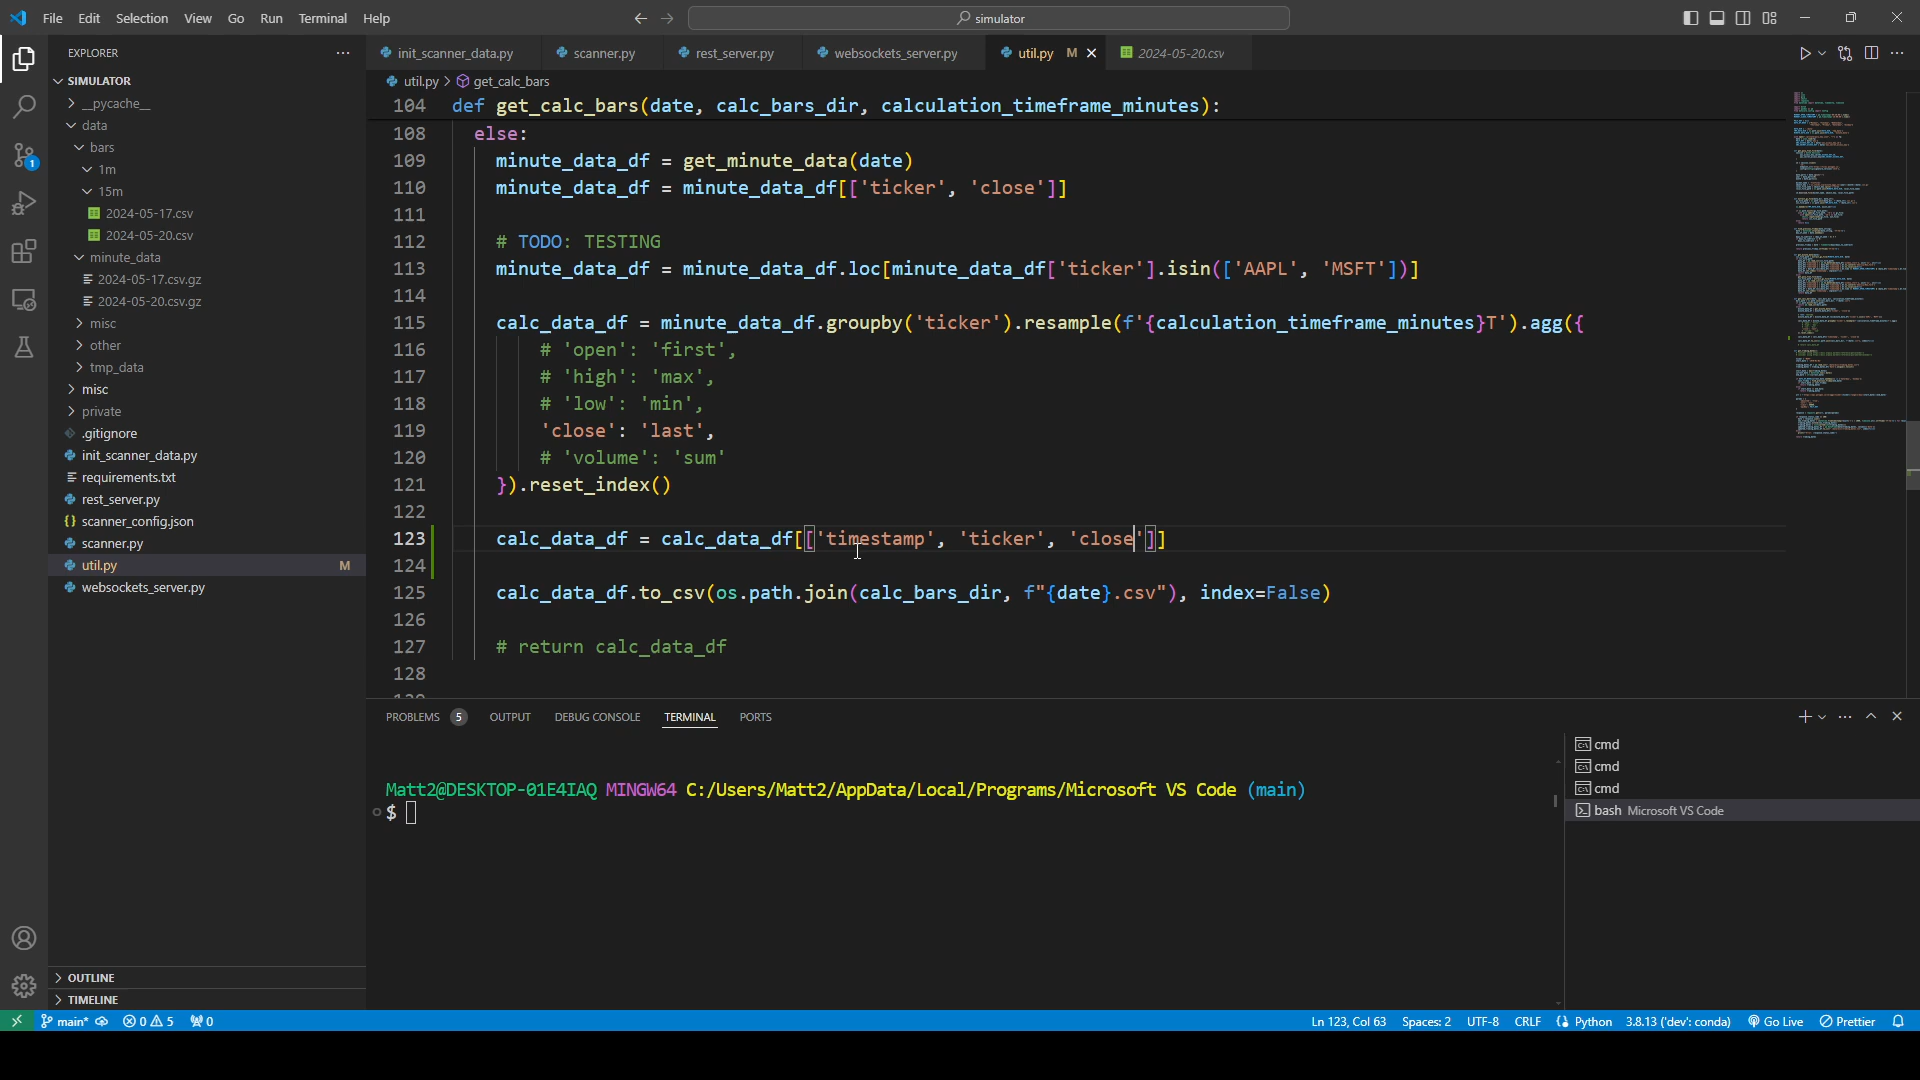 File Edit Selection View Go Run Terminal Help
simulator
EXPLORER
init_scanner_data.py scanner.py rest_server.py websockets_server.py util.py M 2024-05-20.csv
SIMULATOR
util.py > get_calc_bars
__pycache__
data
bars
1m
15m
2024-05-17.csv
2024-05-20.csv
minute_data
2024-05-17.csv.gz
2024-05-20.csv.gz
misc
other
tmp_data
misc
private
.gitignore
init_scanner_data.py
requirements.txt
rest_server.py
scanner_config.json
scanner.py
util.py M
websockets_server.py
OUTLINE
TIMELINE
104 def get_calc_bars(date, calc_bars_dir, calculation_timeframe_minutes):
108 else:
109 minute_data_df = get_minute_data(date)
110 minute_data_df = minute_data_df[['ticker', 'close']]
111
112 # TODO: TESTING
113 minute_data_df = minute_data_df.loc[minute_data_df['ticker'].isin(['AAPL', 'MSFT'])]
114
115 calc_data_df = minute_data_df.groupby('ticker').resample(f'{calculation_timeframe_minutes}T').agg({
116 # 'open': 'first',
117 # 'high': 'max',
118 # 'low': 'min',
119 'close': 'last',
120 # 'volume': 'sum'
121 }).reset_index()
122
123 calc_data_df = calc_data_df[['timestamp', 'ticker', 'close']]
124
125 calc_data_df.to_csv(os.path.join(calc_bars_dir, f"{date}.csv"), index=False)
126
127 # return calc_data_df
128
PROBLEMS 5 OUTPUT DEBUG CONSOLE TERMINAL PORTS
Matt2@DESKTOP-01E4IAQ MINGW64 C:/Users/Matt2/AppData/Local/Programs/Microsoft VS Code (main)
$
cmd
cmd
cmd
bash Microsoft VS Code
main* 0 5 0 Ln 123, Col 63 Spaces: 2 UTF-8 CRLF Python 3.8.13 ('dev': conda) Go Live Prettier